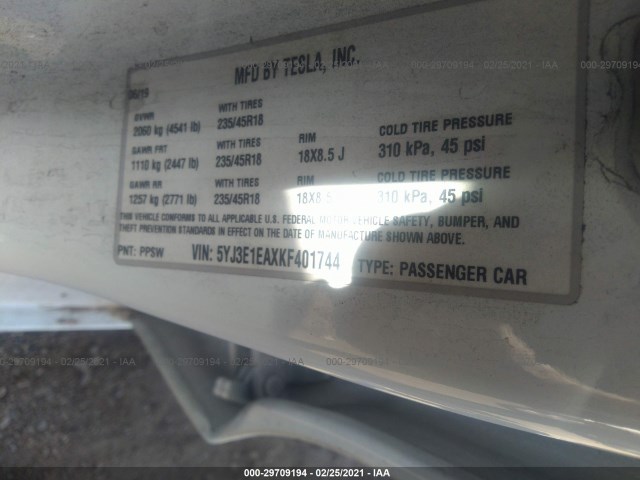 MFD BY TESLA, INC.
06/19
GVWR WITH TIRES
2060 kg (4541 lb) 235/45R18
GAWR FRT WITH TIRES RIM COLD TIRE PRESSURE
1110 kg (2447 lb) 235/45R18 18X8.5 J 310 kPa, 45 psi
GAWR RR WITH TIRES RIM COLD TIRE PRESSURE
1257 kg (2771 lb) 235/45R18 18X8.5 310 kPa, 45 psi
THIS VEHICLE CONFORMS TO ALL APPLICABLE U.S. FEDERAL MOTOR VEHICLE SAFETY, BUMPER, AND
THEFT PREVENTION STANDARDS IN EFFECT ON THE DATE OF MANUFACTURE SHOWN ABOVE.
PNT: PPSW VIN: 5YJ3E1EAXKF401744 TYPE: PASSENGER CAR
000-29709194 - 02/25/2021 - IAA